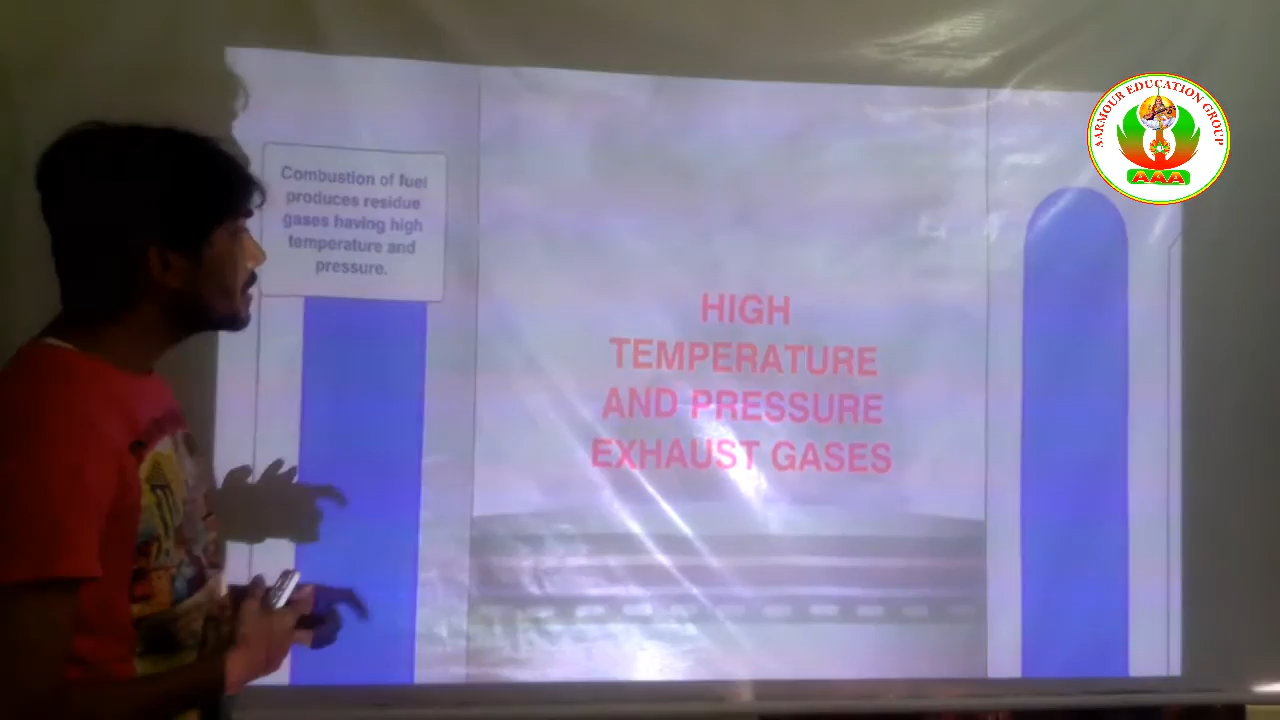 Combustion of fuel
produces residue
gases having high
temperature and
pressure.
HIGH
TEMPERATURE
AND PRESSURE
EXHAUST GASES
AARMOUR EDUCATION GROUP
AAA